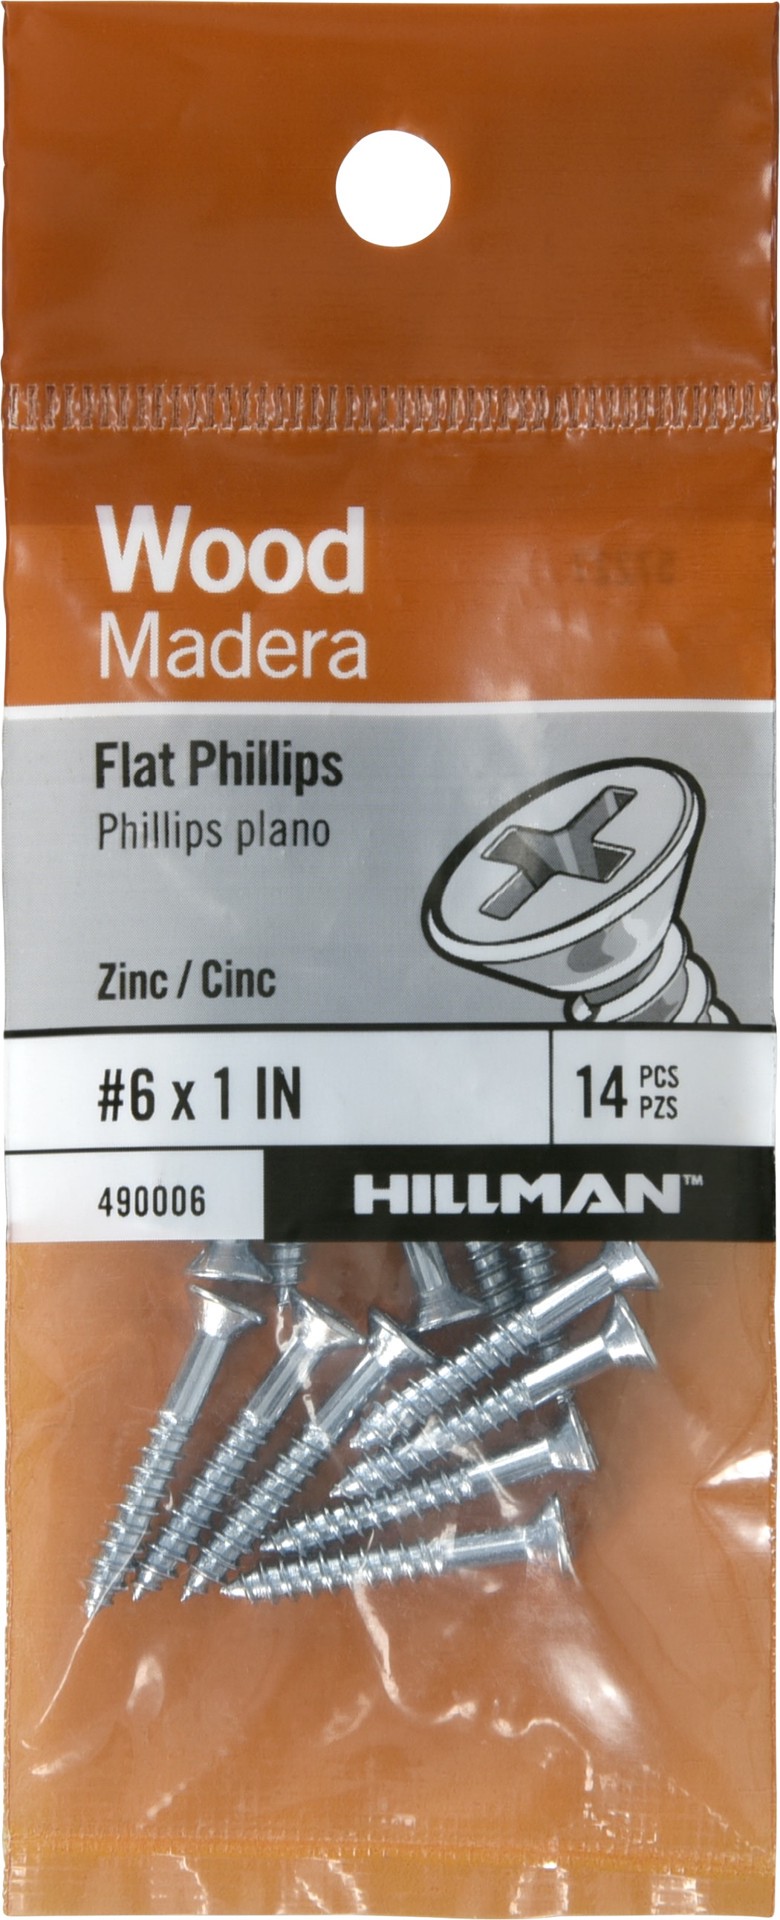 Wood
Madera
Flat Phillips
Phillips plano
Zinc / Cinc
#6 x 1 IN
14 PCS
PZS
490006
HILLMAN™